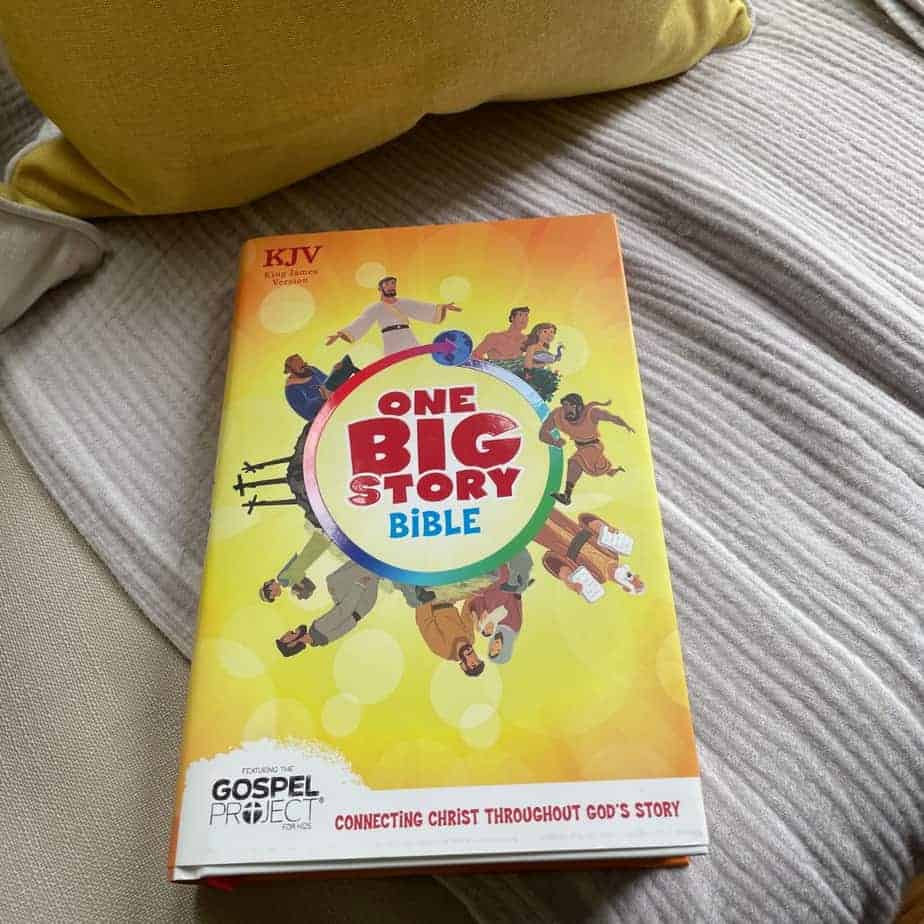 KJV
King James
Version
ONE
BIG
STORY
BiBLE
FEATURING THE
GOSPEL
PROJECT®
FOR KIDS
CONNECTiNG CHRiST THROUGHOUT GOD'S STORY